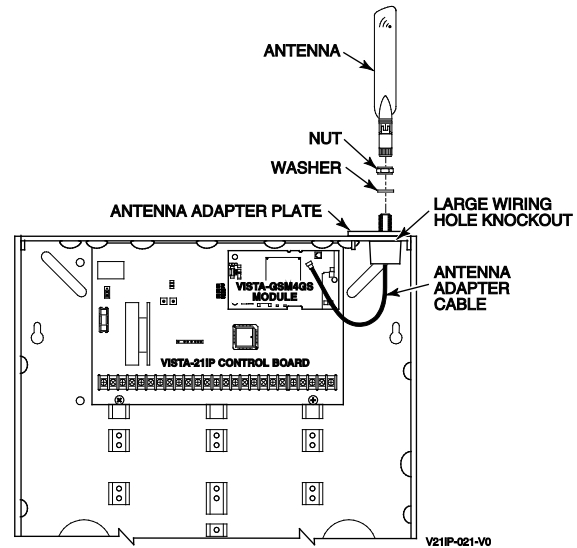 ANTENNA
NUT
WASHER
ANTENNA ADAPTER PLATE
LARGE WIRING
HOLE KNOCKOUT
ANTENNA
ADAPTER
CABLE
VISTA-GSM4GS
MODULE
VISTA-21IP CONTROL BOARD
V21IP-021-V0